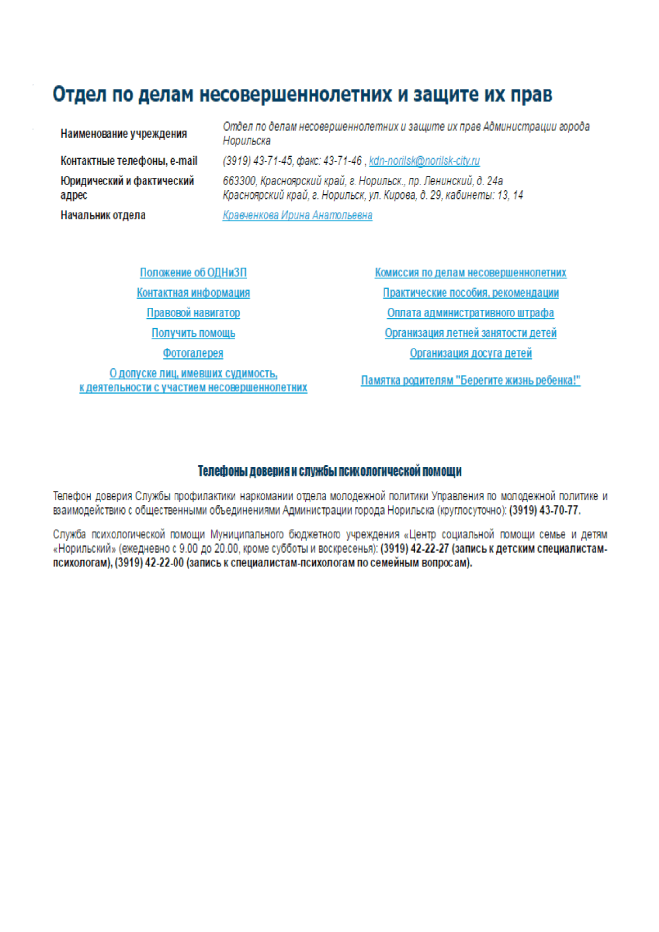 Отдел по делам несовершеннолетних и защите их прав
Наименование учреждения
Отдел по делам несовершеннолетних и защите их прав Администрации города
Норильска
Контактные телефоны, e-mail
(3919) 43-71-45, факс: 43-71-46 , kdn-norilsk@norilsk-city.ru
Юридический и фактический
адрес
663300, Красноярский край, г. Норильск., пр. Ленинский, д. 24а
Красноярский край, г. Норильск, ул. Кирова, д. 29, кабинеты: 13, 14
Начальник отдела
Кравченкова Ирина Анатольевна
Положение об ОДНиЗП
Комиссия по делам несовершеннолетних
Контактная информация
Практические пособия, рекомендации
Правовой навигатор
Оплата административного штрафа
Получить помощь
Организация летней занятости детей
Фотогалерея
Организация досуга детей
О допуске лиц, имевших судимость,
к деятельности с участием несовершеннолетних
Памятка родителям "Берегите жизнь ребенка!"
Телефоны доверия и службы психологической помощи
Телефон доверия Службы профилактики наркомании отдела молодежной политики Управления по молодежной политике и
взаимодействию с общественными объединениями Администрации города Норильска (круглосуточно): (3919) 43-70-77.
Служба психологической помощи Муниципального бюджетного учреждения «Центр социальной помощи семье и детям
«Норильский» (ежедневно с 9.00 до 20.00, кроме субботы и воскресенья): (3919) 42-22-27 (запись к детским специалистам-
психологам), (3919) 42-22-00 (запись к специалистам-психологам по семейным вопросам).